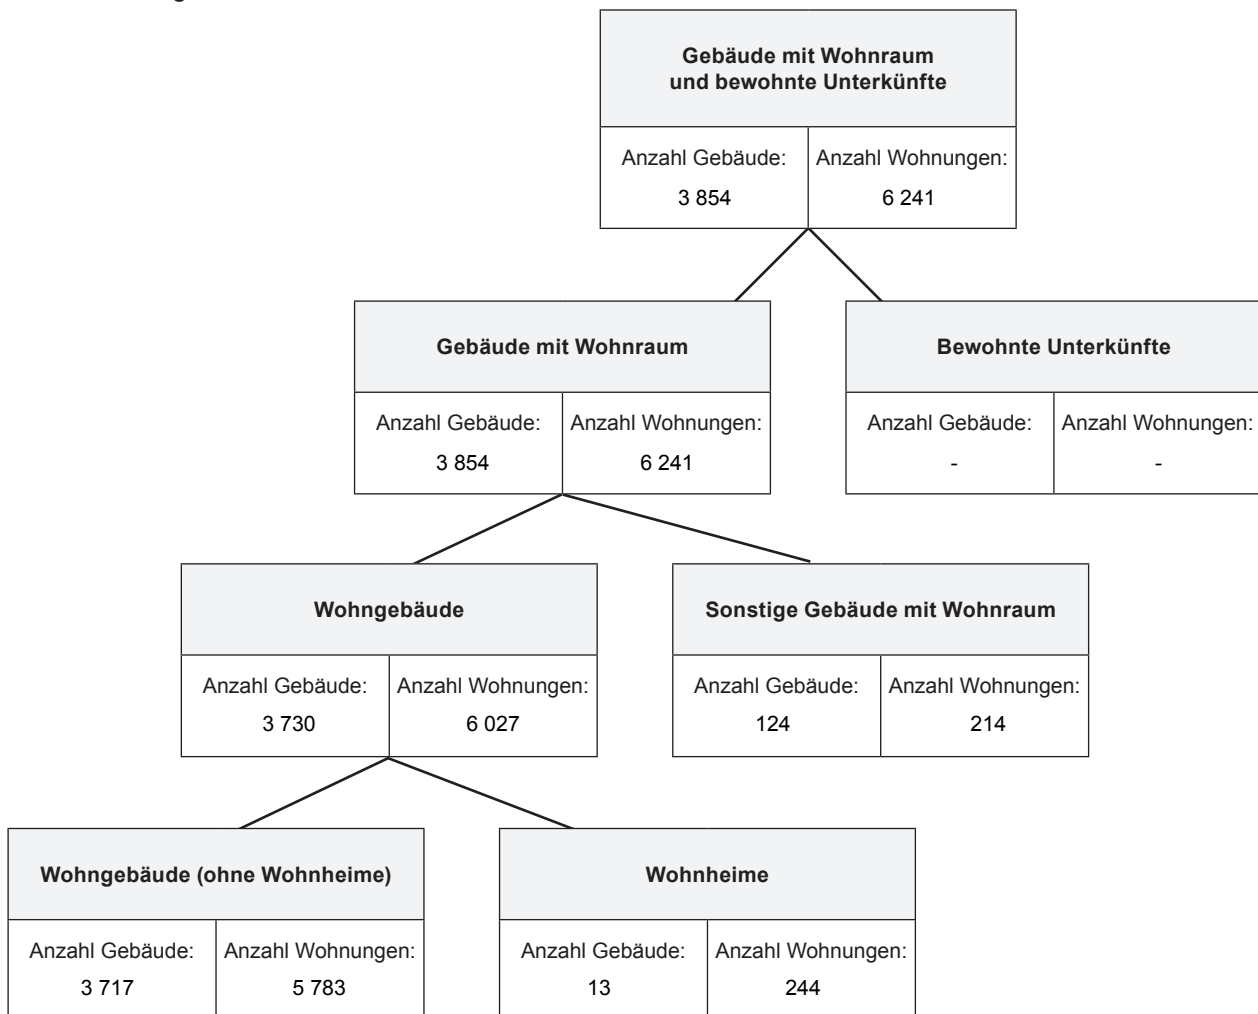 Gebäude mit Wohnraum
und bewohnte Unterkünfte
Anzahl Gebäude: Anzahl Wohnungen:
3 854 6 241
Gebäude mit Wohnraum Bewohnte Unterkünfte
Anzahl Gebäude: Anzahl Wohnungen: Anzahl Gebäude: Anzahl Wohnungen:
3 854 6 241 - -
Wohngebäude Sonstige Gebäude mit Wohnraum
Anzahl Gebäude: Anzahl Wohnungen: Anzahl Gebäude: Anzahl Wohnungen:
3 730 6 027 124 214
Wohngebäude (ohne Wohnheime) Wohnheime
Anzahl Gebäude: Anzahl Wohnungen: Anzahl Gebäude: Anzahl Wohnungen:
3 717 5 783 13 244